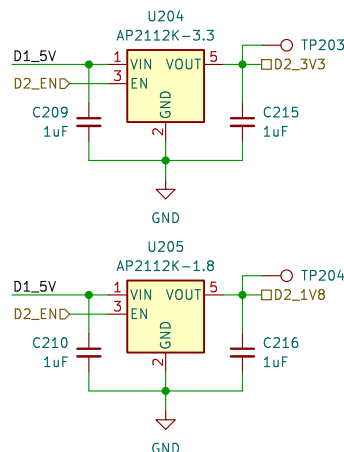 U204
AP2112K-3.3
TP203
D1_5V
1
VIN
VOUT
5
D2_3V3
D2_EN
3
EN
GND
2
C209
1uF
C215
1uF
GND
U205
AP2112K-1.8
TP204
D1_5V
1
VIN
VOUT
5
D2_1V8
D2_EN
3
EN
GND
2
C210
1uF
C216
1uF
GND